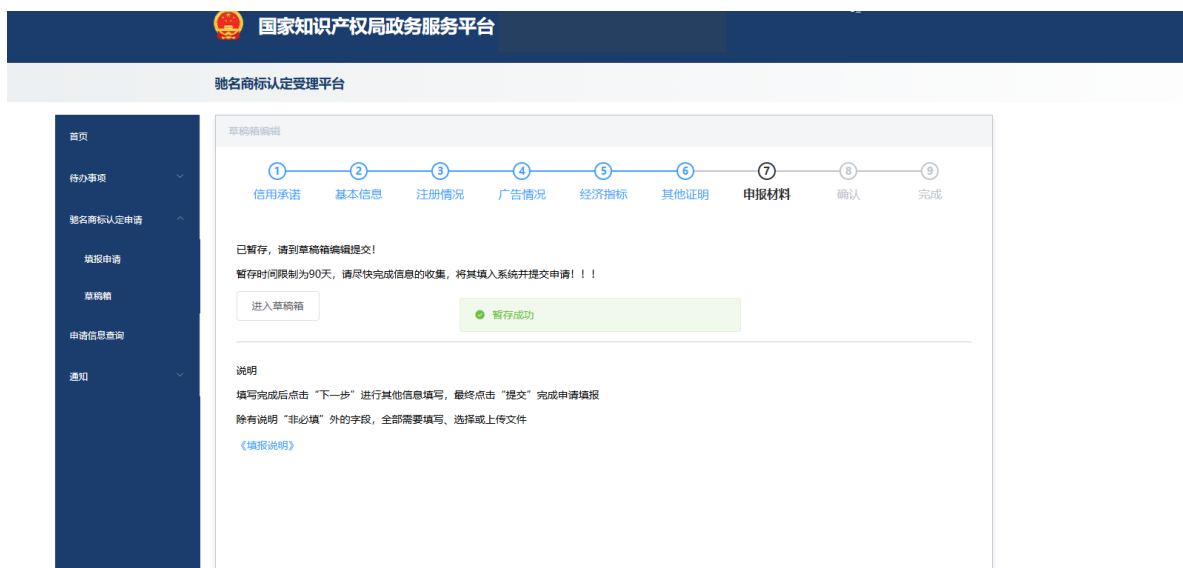 国家知识产权局政务服务平台
驰名商标认定受理平台
首页
待办事项
驰名商标认定申请
填报申请
草稿箱
申请信息查询
通知
草稿箱编辑
1 2 3 4 5 6 7 8 9
信用承诺 基本信息 注册情况 广告情况 经济指标 其他证明 申报材料 确认 完成
已暂存，请到草稿箱编辑提交！
暂存时间限制为90天，请尽快完成信息的收集，将其填入系统并提交申请！！！
进入草稿箱
暂存成功
说明
填写完成后点击“下一步”进行其他信息填写，最终点击“提交”完成申请填报
除有说明“非必填”外的字段，全部需要填写、选择或上传文件
《填报说明》